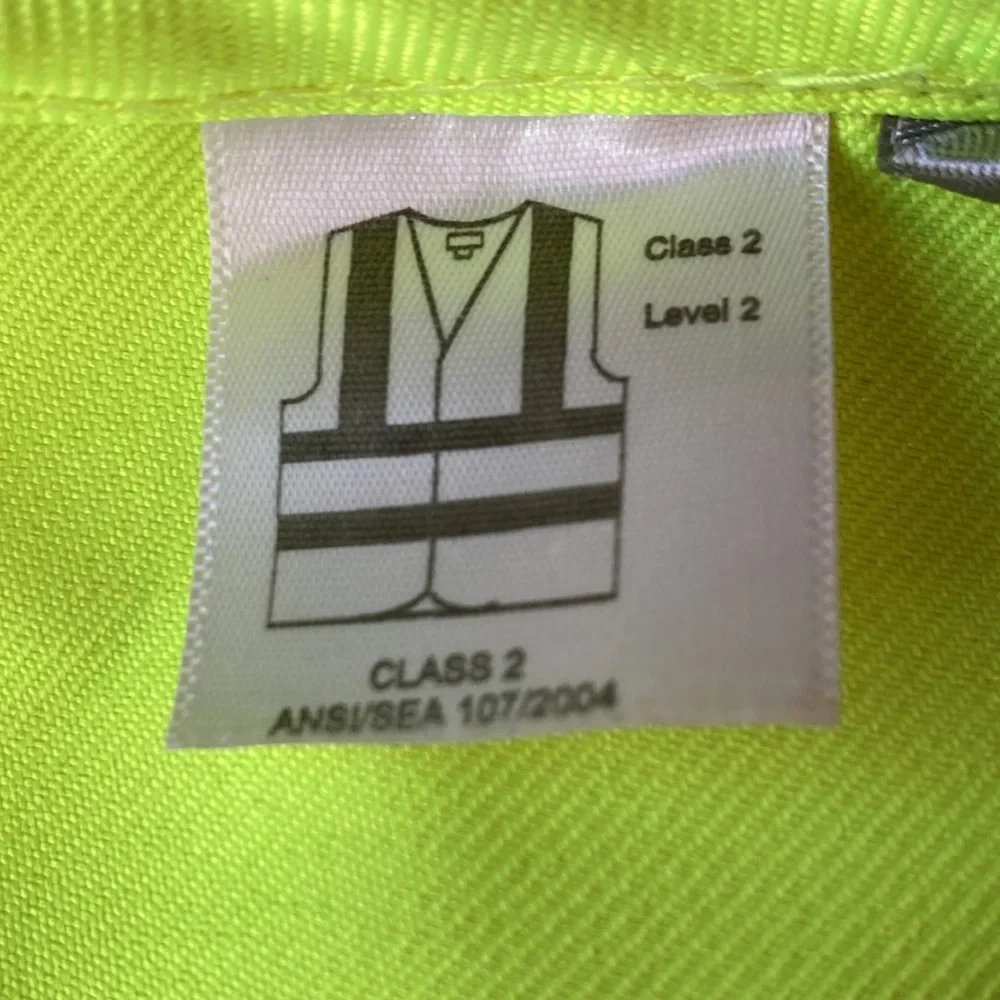 Class 2
Level 2
CLASS 2
ANSI/SEA 107/2004